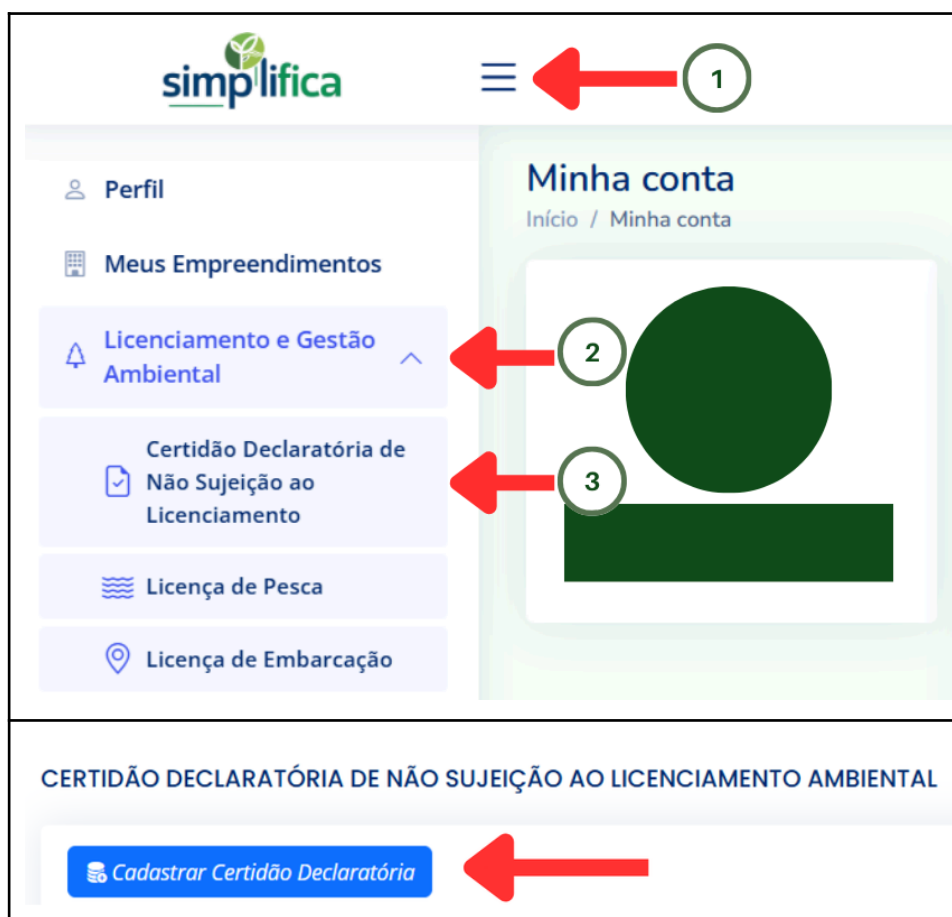 simplifica
1
Perfil
Minha conta
Início / Minha conta
Meus Empreendimentos
Licenciamento e Gestão
Ambiental
2
Certidão Declaratória de
Não Sujeição ao
Licenciamento
3
Licença de Pesca
Licença de Embarcação
CERTIDÃO DECLARATÓRIA DE NÃO SUJEIÇÃO AO LICENCIAMENTO AMBIENTAL
Cadastrar Certidão Declaratória